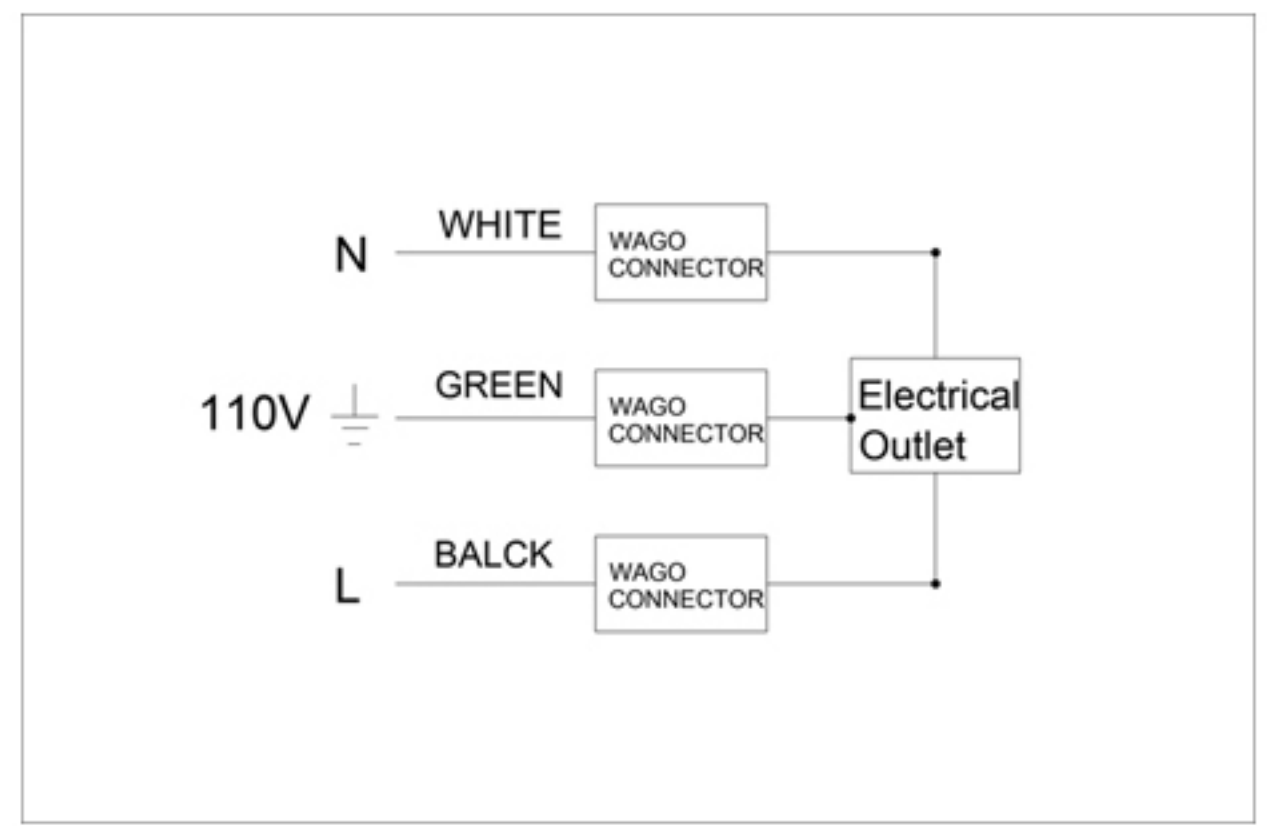 WHITE
N
WAGO
CONNECTOR
GREEN
110V
WAGO
CONNECTOR
Electrical
Outlet
BALCK
L
WAGO
CONNECTOR